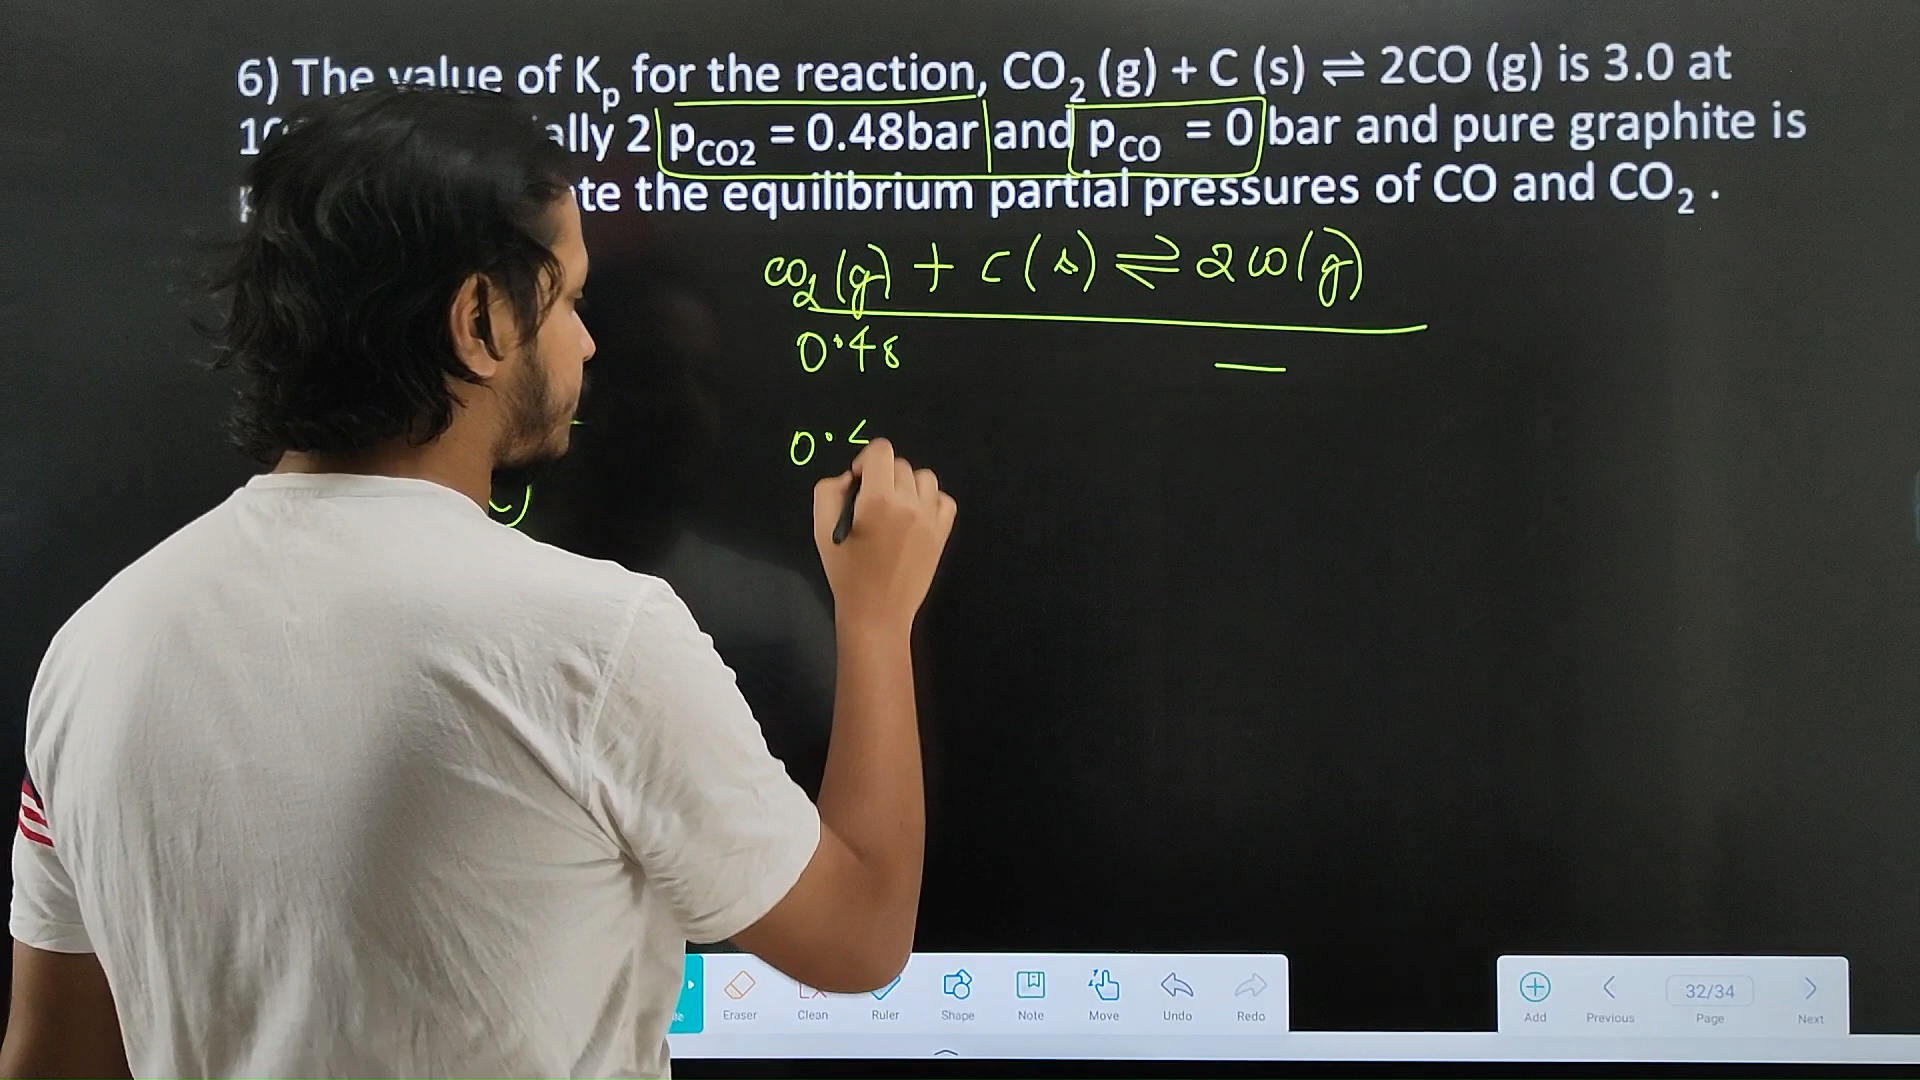 6) The value of Kp for the reaction, CO2 (g) + C (s) ⇌ 2CO (g) is 3.0 at
ally 2 pCO2 = 0.48bar and pCO = 0 bar and pure graphite is
te the equilibrium partial pressures of CO and CO2 .
CO2(g) + C(s) ⇌ 2CO(g)
0.48 —
0.
Eraser Clean Ruler Shape Note Move Undo Redo
Add Previous 32/34 Page Next